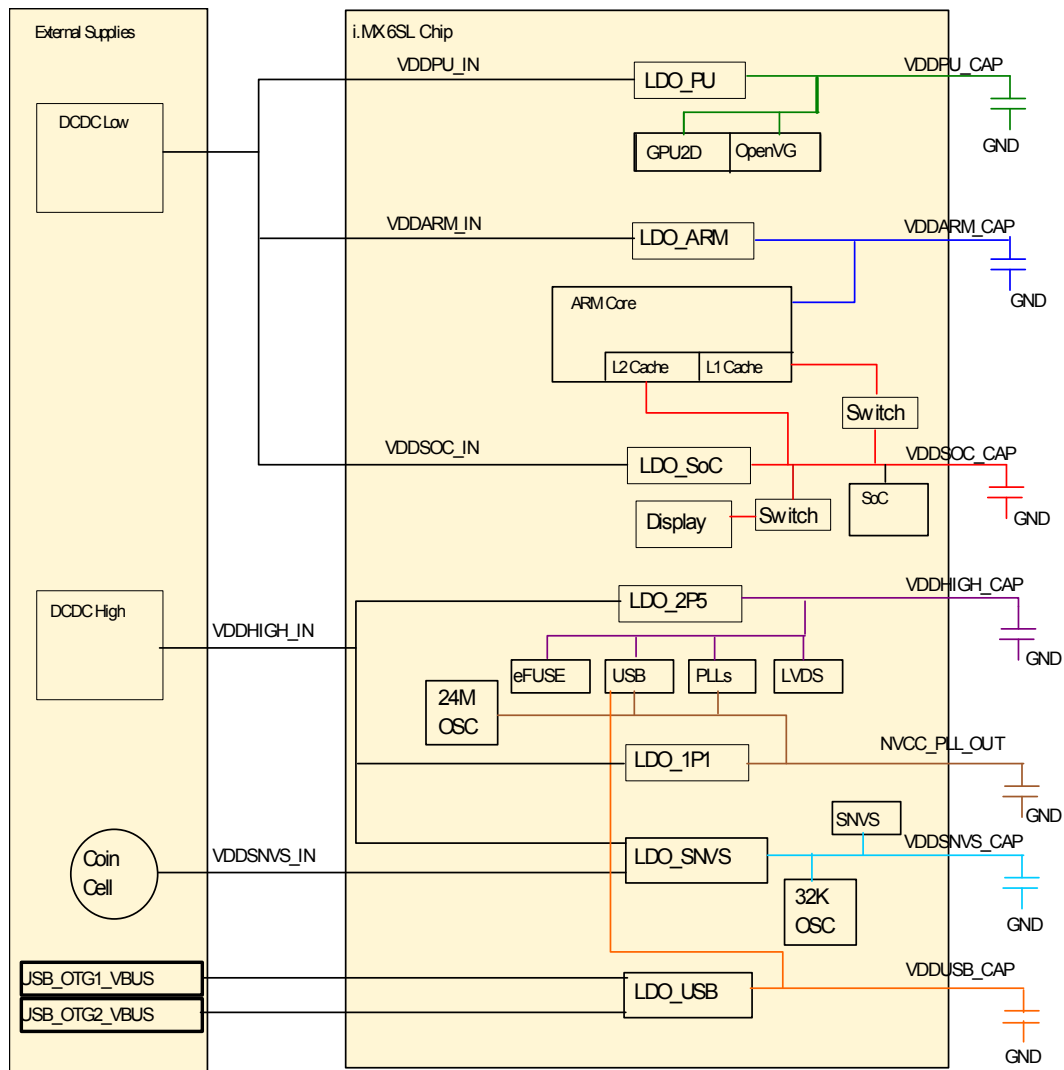 External Supplies
i.MX6SL Chip
VDDPU_IN
LDO_PU
VDDPU_CAP
DCDC Low
GPU2D
OpenVG
GND
VDDARM_IN
LDO_ARM
VDDARM_CAP
GND
ARM Core
L2 Cache
L1 Cache
Switch
VDDSOC_IN
LDO_SoC
VDDSOC_CAP
SoC
Display
Switch
GND
LDO_2P5
VDDHIGH_CAP
DCDC High
VDDHIGH_IN
GND
eFUSE
USB
PLLs
LVDS
24M
OSC
LDO_1P1
NVCC_PLL_OUT
GND
SNVS
Coin
Cell
VDDSNVS_IN
LDO_SNVS
VDDSNVS_CAP
32K
OSC
GND
USB_OTG1_VBUS
USB_OTG2_VBUS
LDO_USB
VDDUSB_CAP
GND